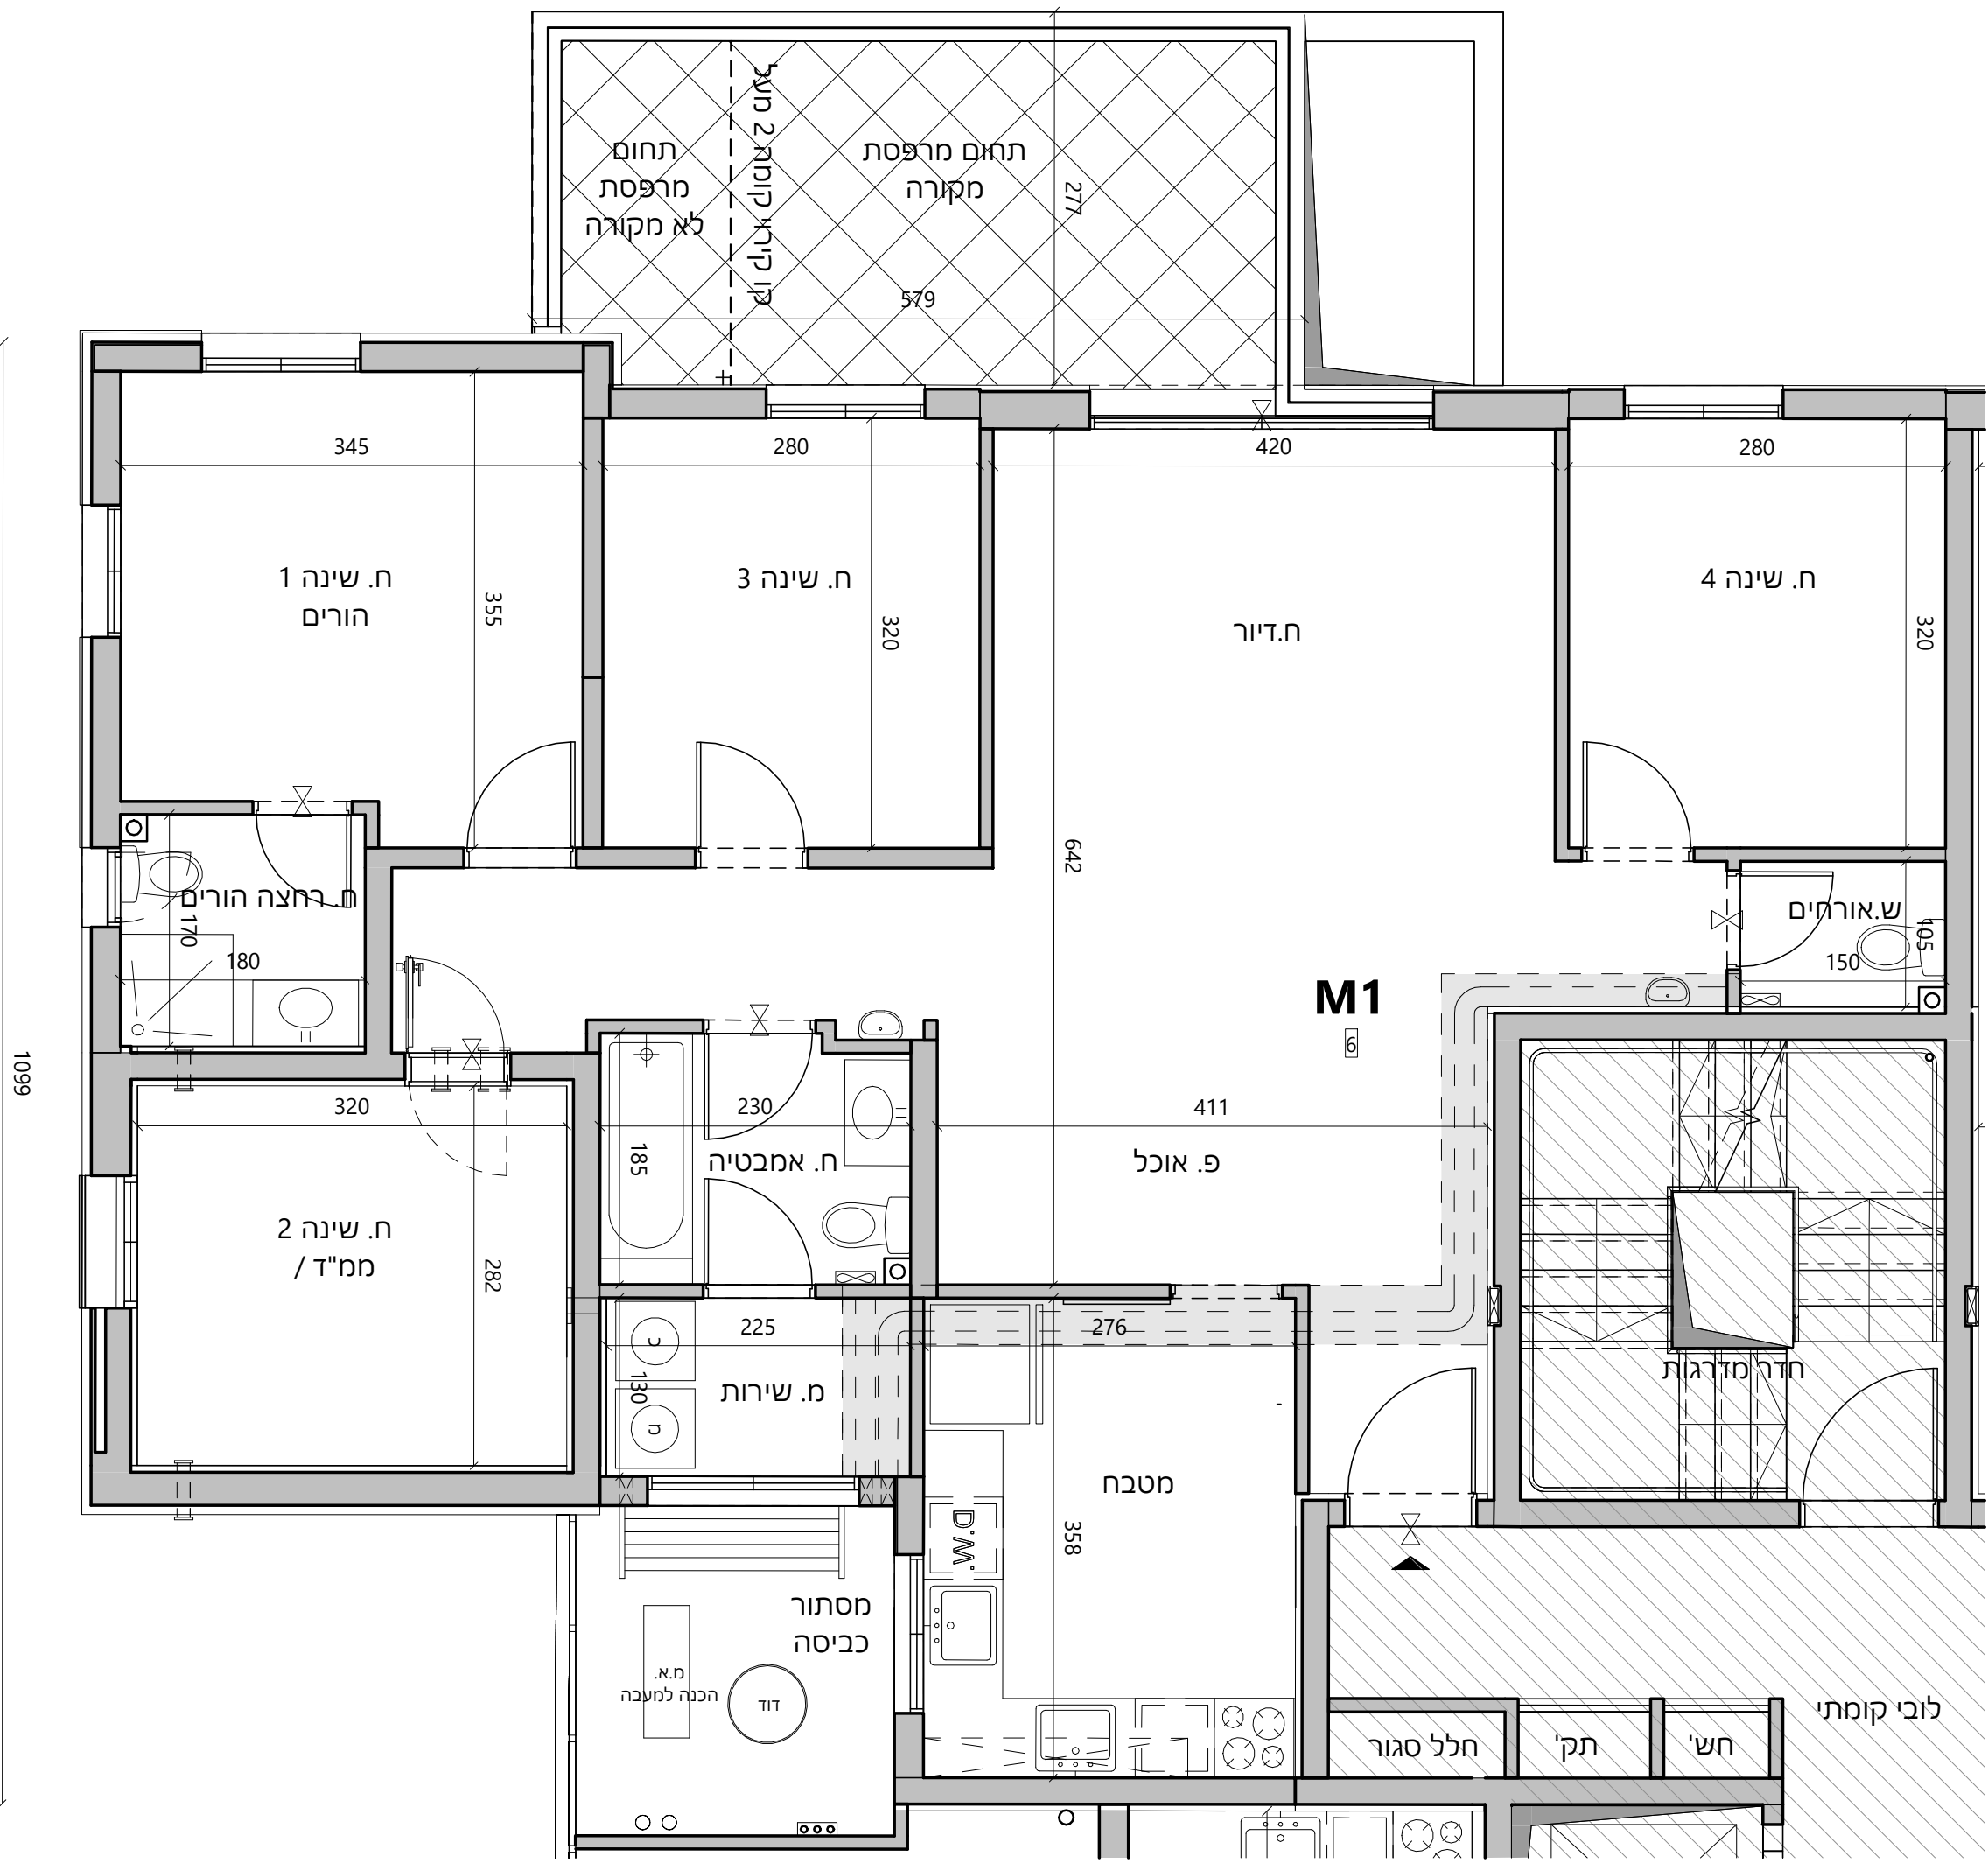 תחום
מרפסת
לא מקורה
קו קירוי קומה 2 מעל
תחום מרפסת
מקורה
277
579
345
280
420
280
ח. שינה 1
הורים
355
ח. שינה 3
320
ח.דיור
ח. שינה 4
320
642
ח. רחצה הורים
170
180
ש.אורחים
105
150
M1
6
1099
320
230
411
185
ח. אמבטיה
פ. אוכל
ח. שינה 2
ממ"ד /
282
225
276
כ
130
מ. שירות
מ
חדר מדרגות
מטבח
D.W.
358
מסתור
כביסה
מ.א.
הכנה למעבה
דוד
לובי קומתי
חלל סגור
תק'
חש'